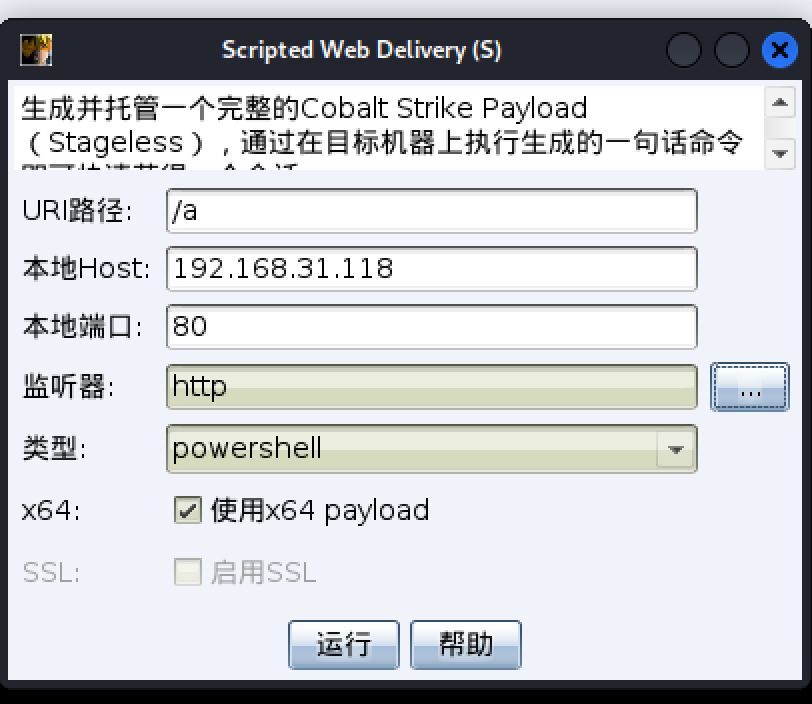 Scripted Web Delivery (S)
生成并托管一个完整的Cobalt Strike Payload
（Stageless），通过在目标机器上执行生成的一句话命令
URI路径:
/a
本地Host:
192.168.31.118
本地端口:
80
监听器:
http
...
类型:
powershell
x64:
使用x64 payload
SSL:
启用SSL
运行
帮助